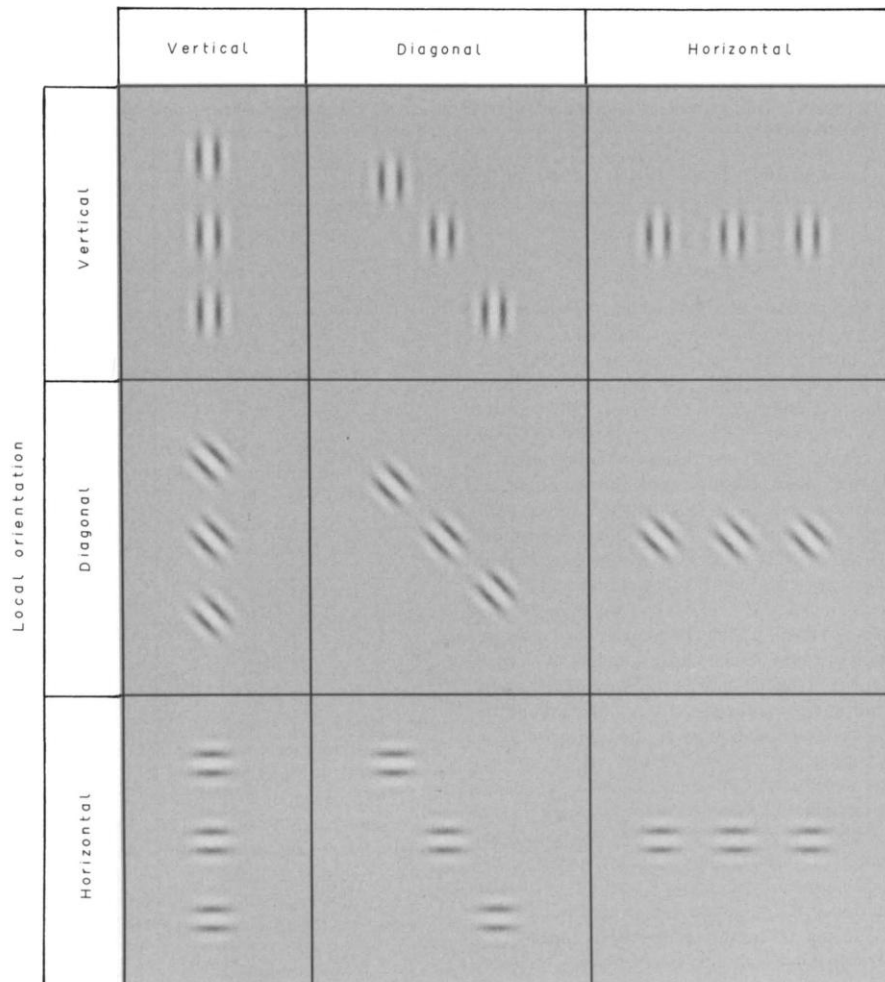 Vertical
Diagonal
Horizontal
Local orientation
Vertical
Diagonal
Horizontal